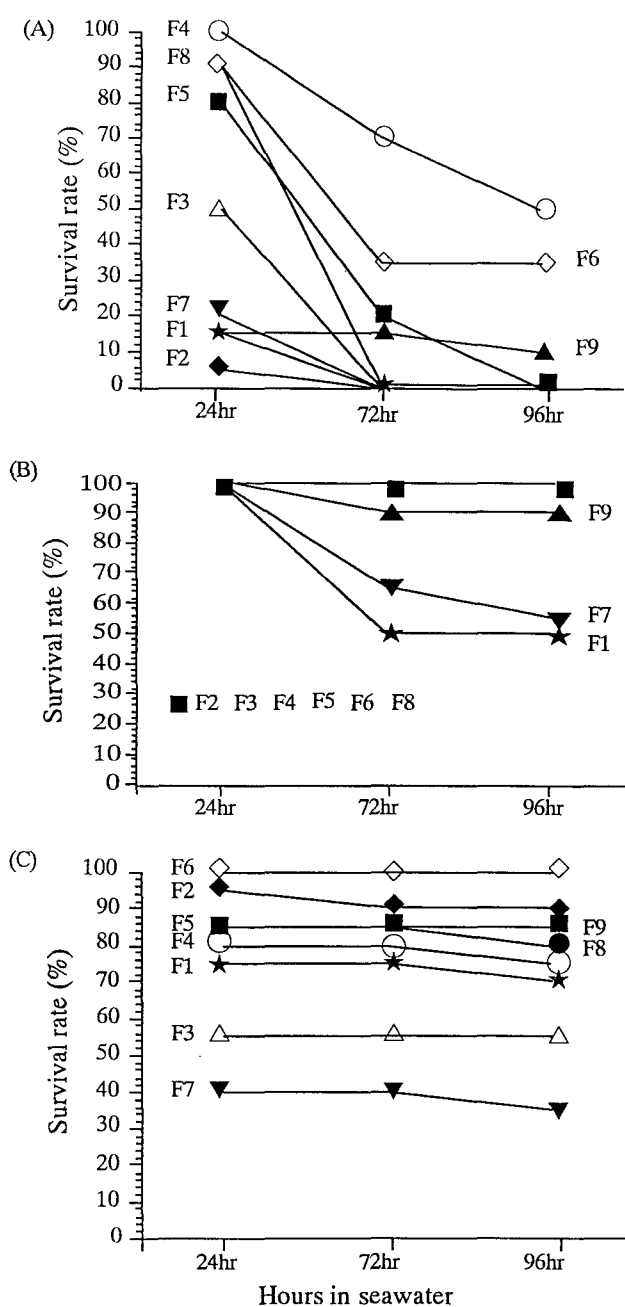 (A)
Survival rate (%)
100
90
80
70
60
50
40
30
20
10
0
F4
F8
F5
F3
F7
F1
F2
F6
F9
24hr 72hr 96hr
(B)
Survival rate (%)
100
90
80
70
60
50
40
30
20
10
0
F9
F7
F1
F2 F3 F4 F5 F6 F8
24hr 72hr 96hr
(C)
Survival rate (%)
100
90
80
70
60
50
40
30
20
10
0
F6
F2
F5
F4
F1
F3
F7
F9
F8
24hr 72hr 96hr
Hours in seawater